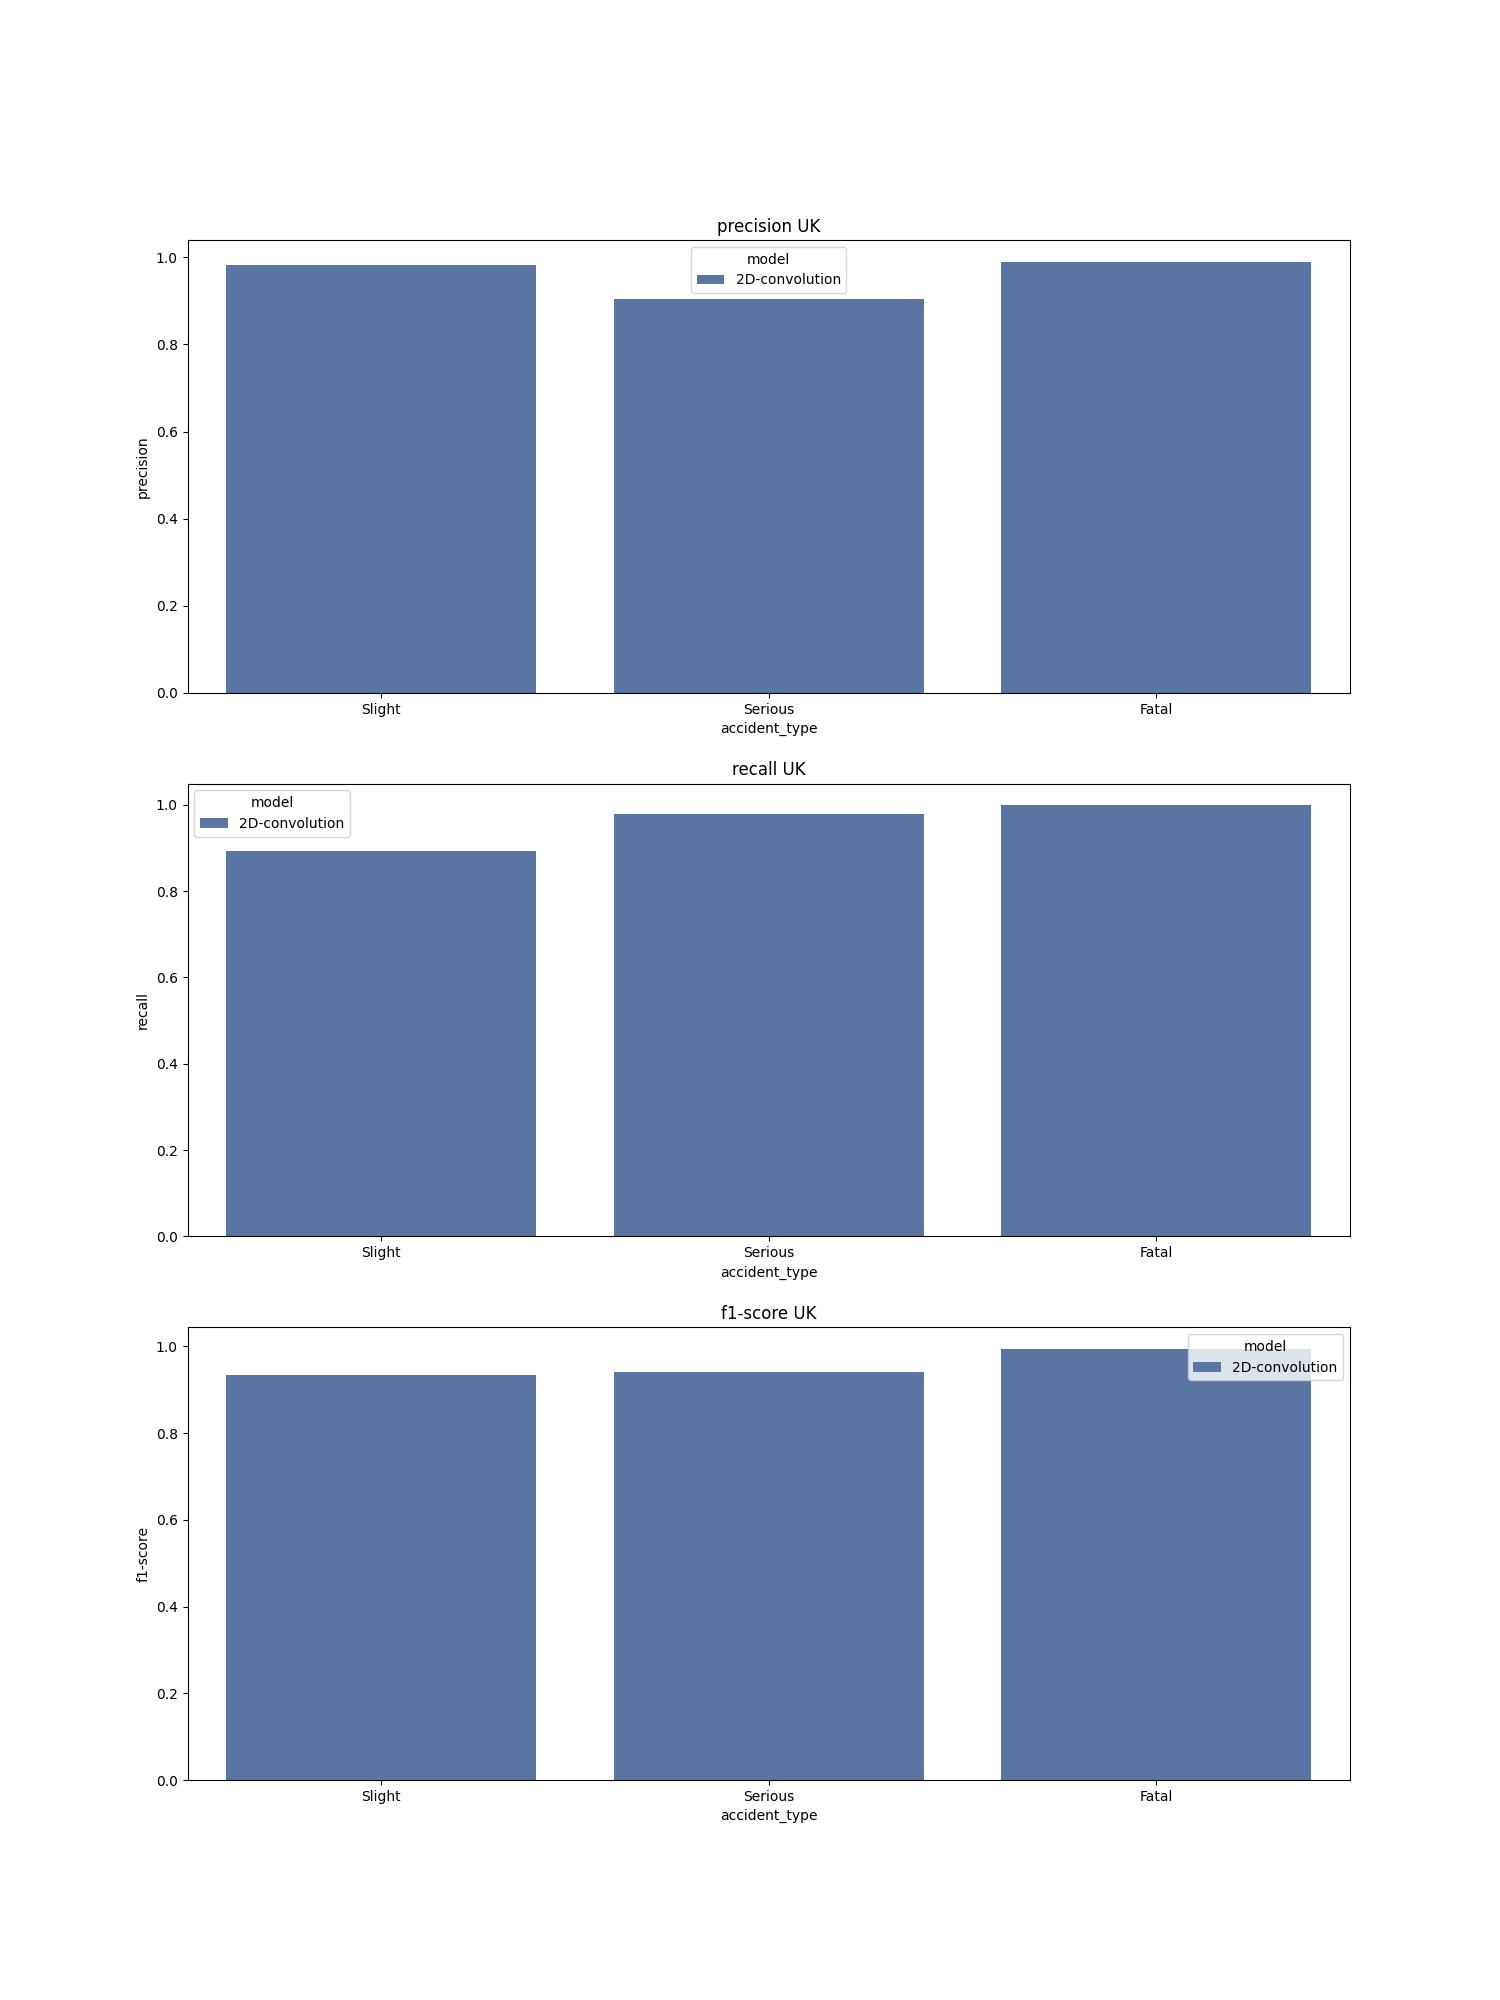 precision UK
model
2D-convolution
1.0
0.8
0.6
0.4
0.2
0.0
precision
Slight Serious Fatal
accident_type
recall UK
model
2D-convolution
1.0
0.8
0.6
0.4
0.2
0.0
recall
Slight Serious Fatal
accident_type
f1-score UK
model
2D-convolution
1.0
0.8
0.6
0.4
0.2
0.0
f1-score
Slight Serious Fatal
accident_type